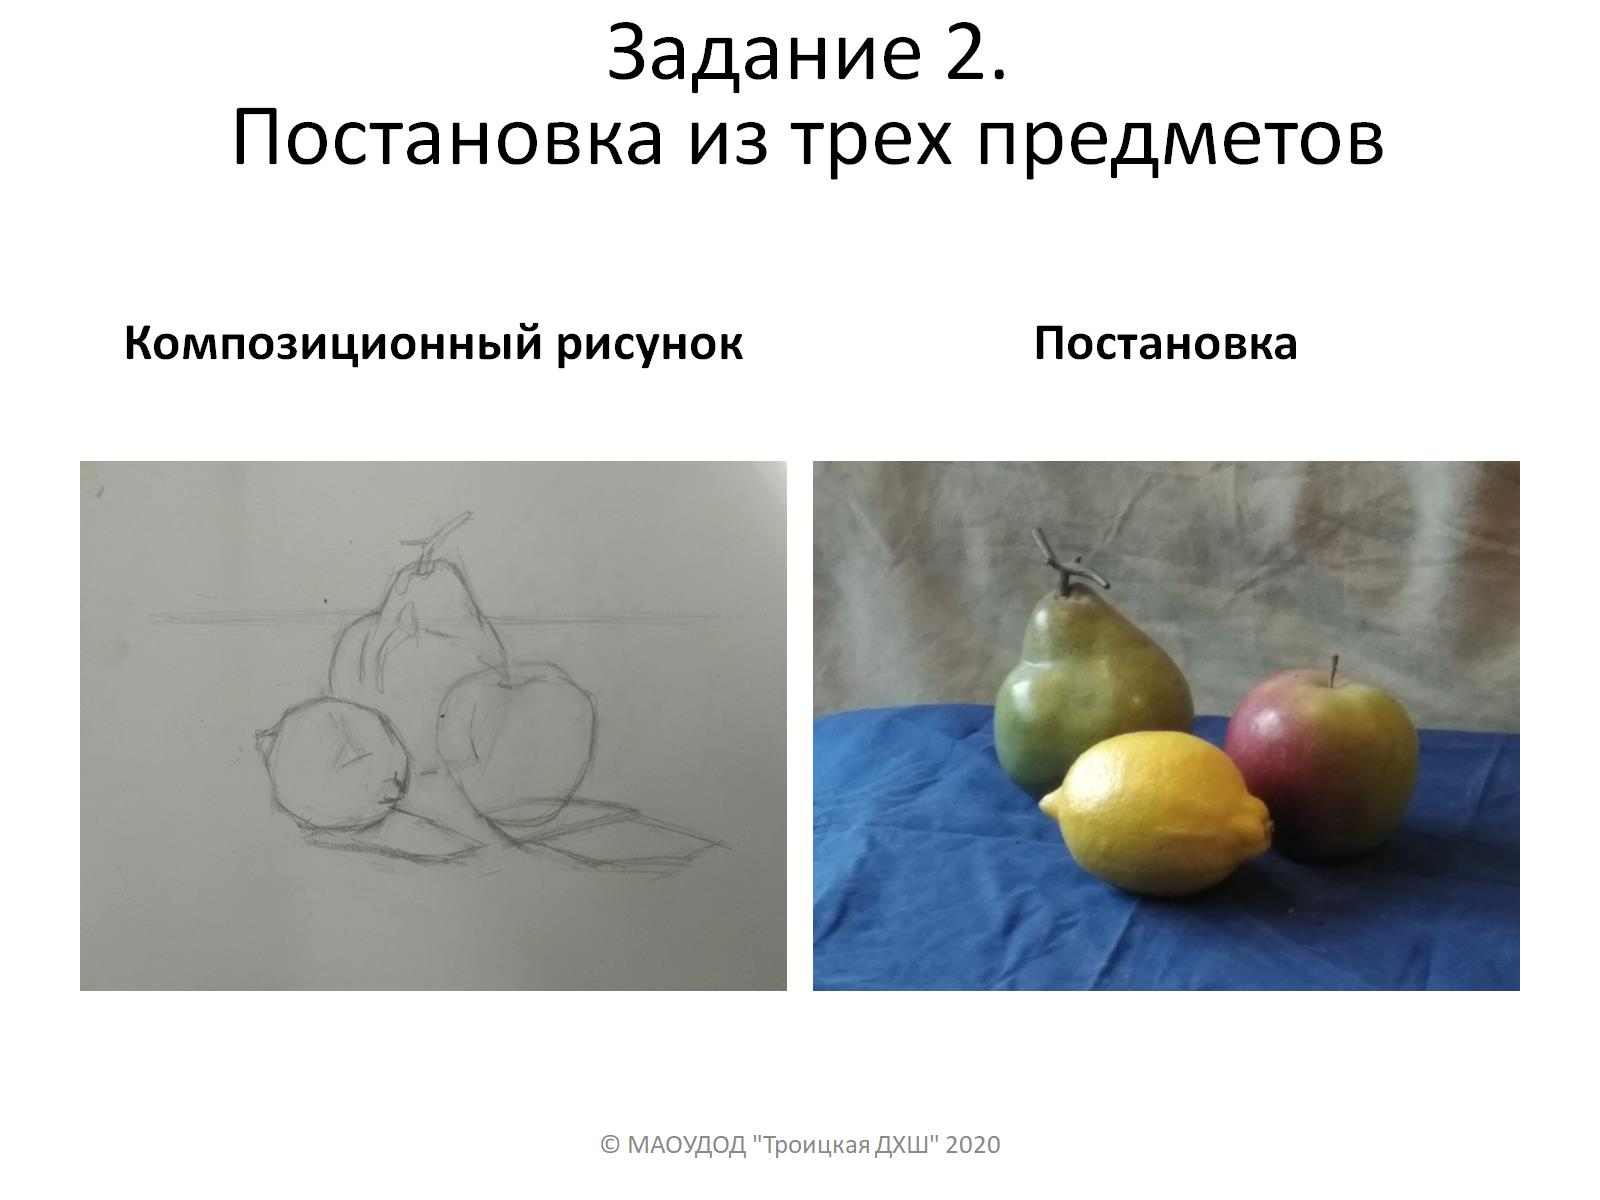 Задание 2.
Постановка из трех предметов
Композиционный рисунок
Постановка
© МАОУДОД "Троицкая ДХШ" 2020